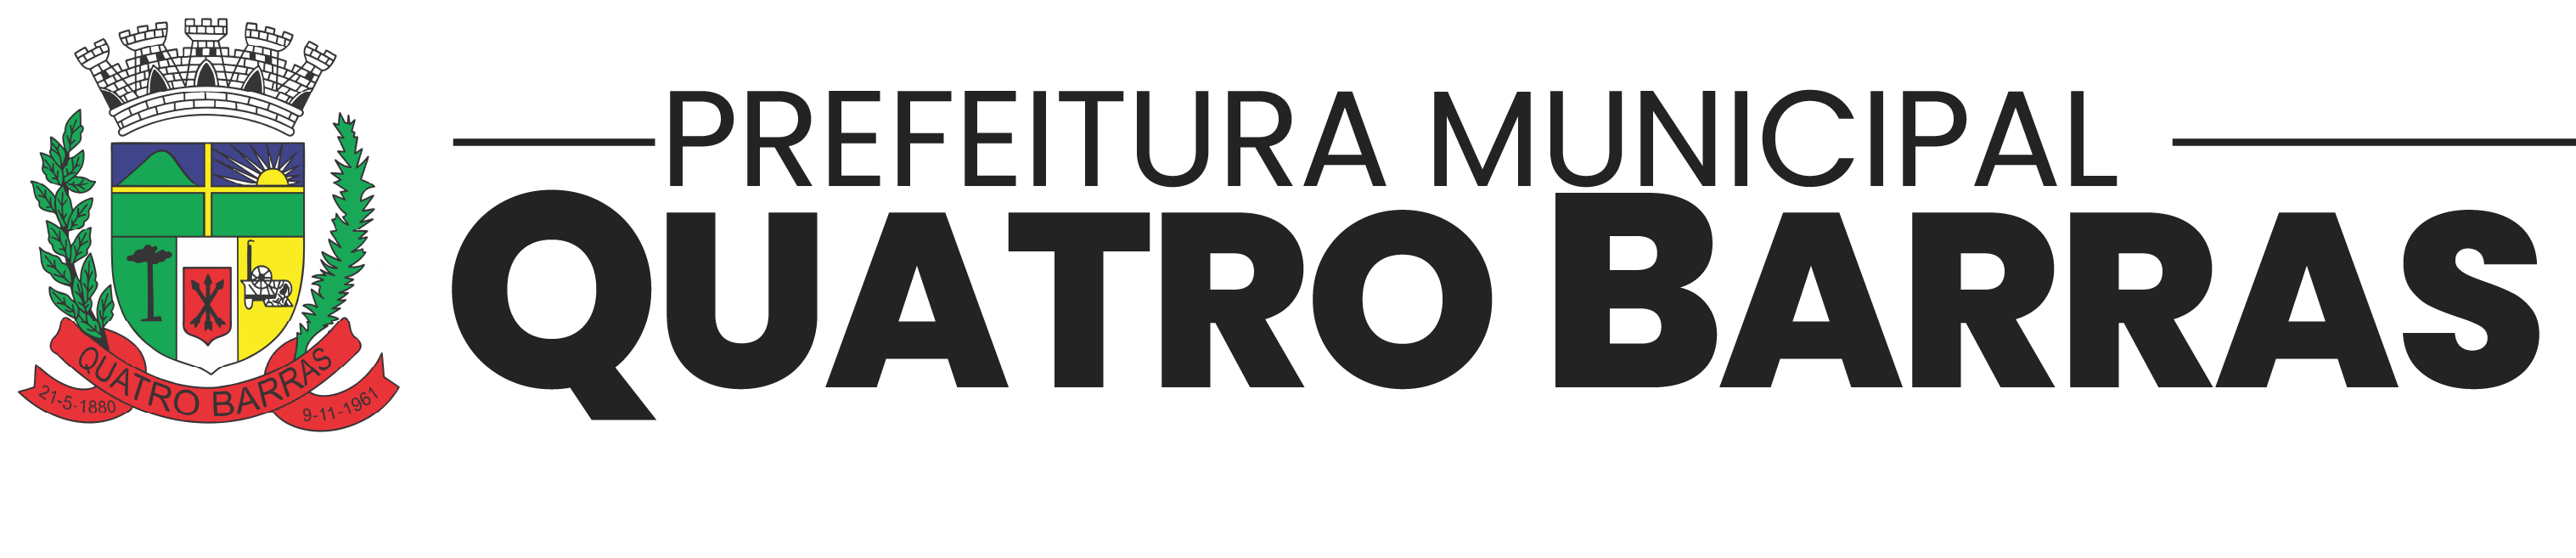 PREFEITURA MUNICIPAL
QUATRO BARRAS
QUATRO BARRAS
21-5-1880
9-11-1961